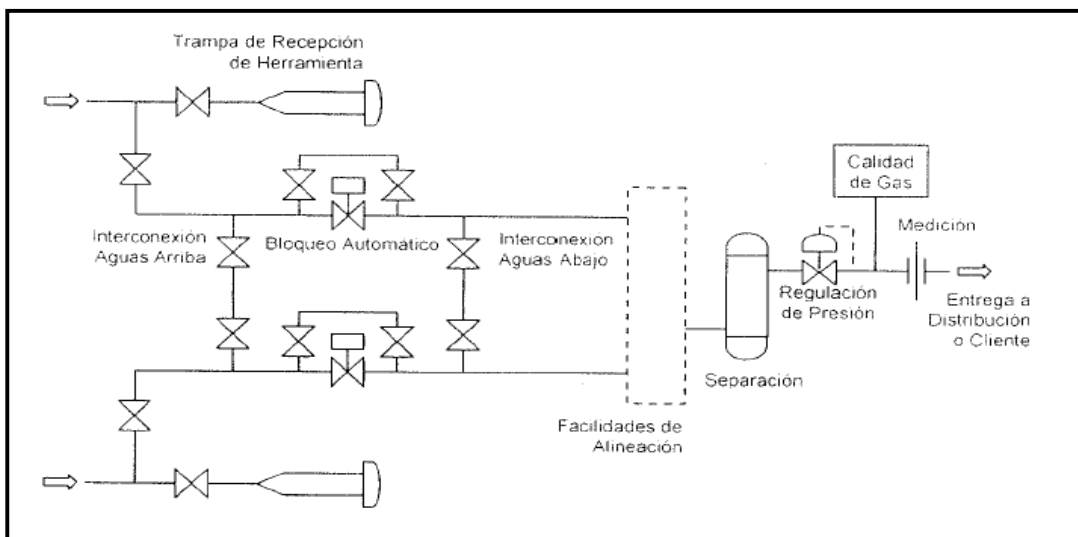 Trampa de Recepción
de Herramienta
Calidad
de Gas
Interconexión
Aguas Arriba
Bloqueo Automático
Interconexión
Aguas Abajo
Medición
Regulación
de Presión
Entrega a
Distribución
o Cliente
Separación
Facilidades de
Alineación